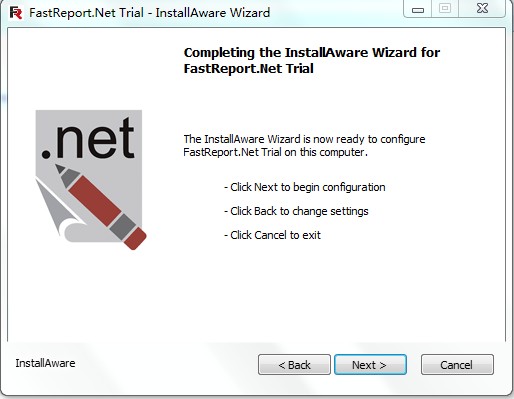 FastReport.Net Trial - InstallAware Wizard
Completing the InstallAware Wizard for
FastReport.Net Trial
.net
The InstallAware Wizard is now ready to configure
FastReport.Net Trial on this computer.
- Click Next to begin configuration
- Click Back to change settings
- Click Cancel to exit
InstallAware
< Back
Next >
Cancel